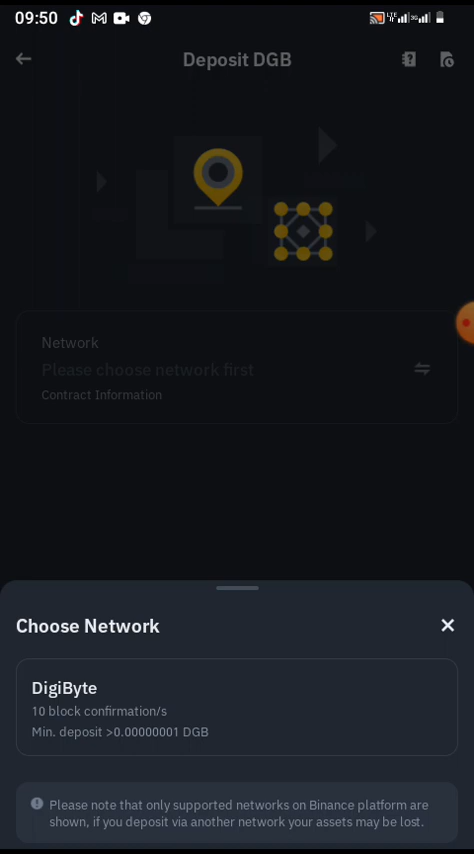 09:50
Deposit DGB
Network
Please choose network first
Contract Information
Choose Network
DigiByte
10 block confirmation/s
Min. deposit >0.00000001 DGB
Please note that only supported networks on Binance platform are
shown, if you deposit via another network your assets may be lost.